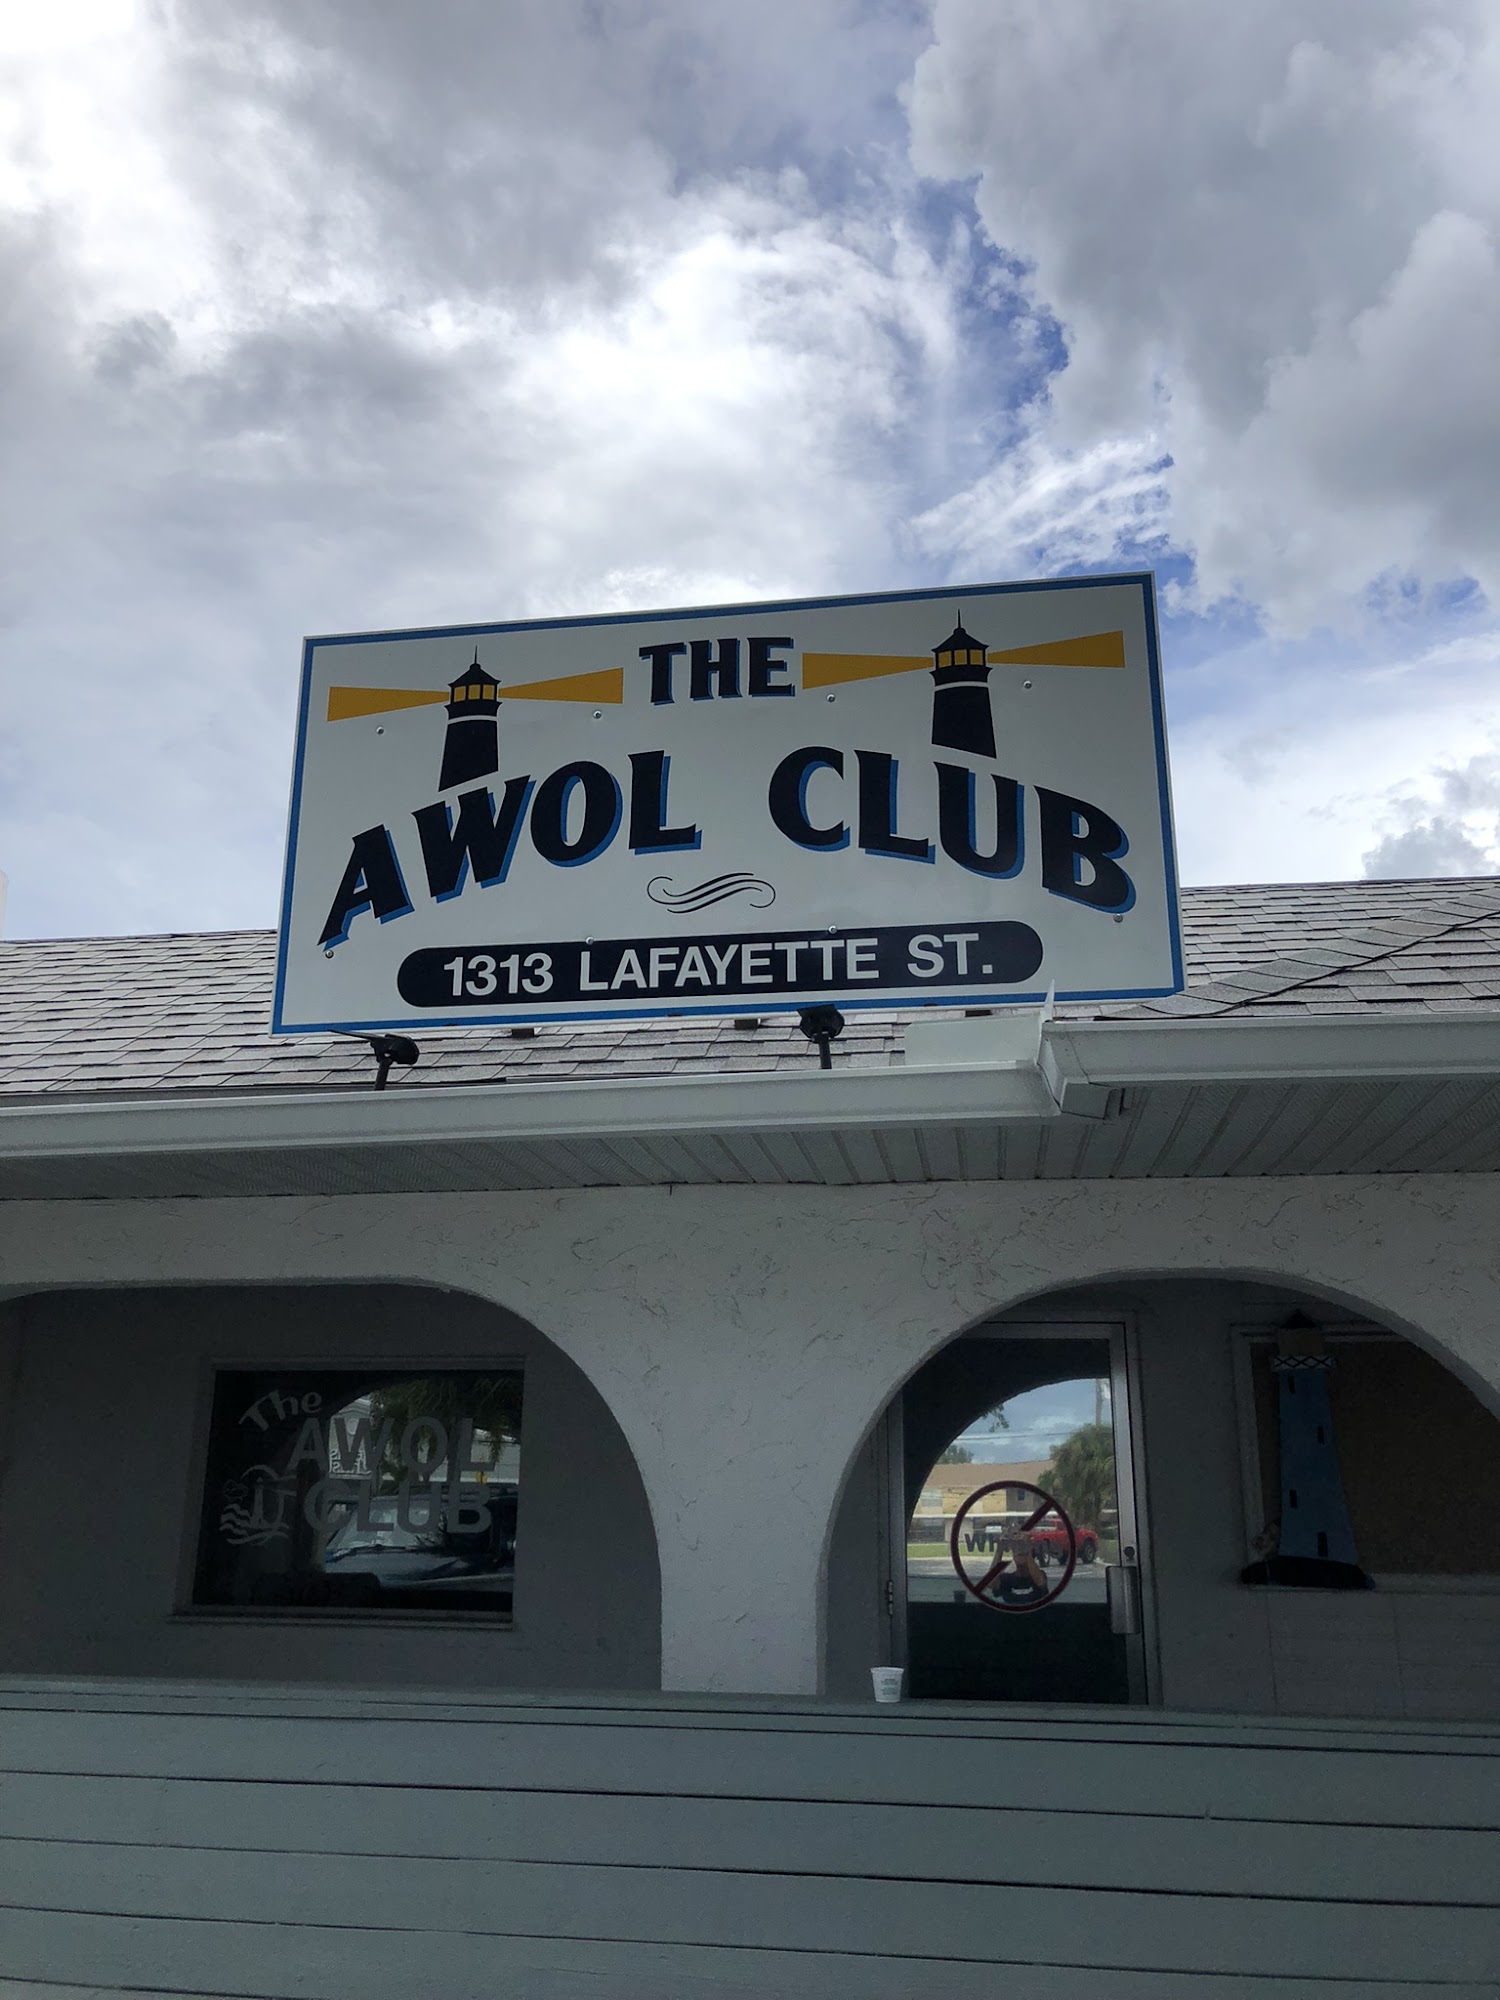 THE
AWOL CLUB
1313 LAFAYETTE ST.
The
AWOL
CLUB